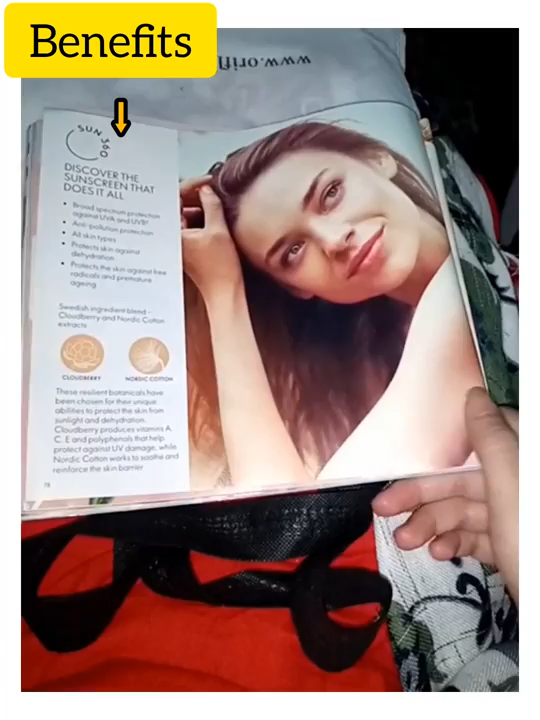 Benefits
www.orifl
SUN 360
DISCOVER THE
SUNSCREEN THAT
DOES IT ALL
• Broad spectrum protection
against UVA and UVB†
• Anti-pollution protection
• All skin types
• Protects skin against
dehydration
• Protects the skin against free
radicals and premature
ageing
Swedish ingredient blend –
Cloudberry and Nordic Cotton
extracts
CLOUDBERRY
NORDIC COTTON
These resilient botanicals have
been chosen for their unique
abilities to protect the skin from
sunlight and dehydration.
Cloudberry produces vitamins A,
C, E and polyphenols that help
protect against UV damage, while
Nordic Cotton works to soothe and
reinforce the skin barrier